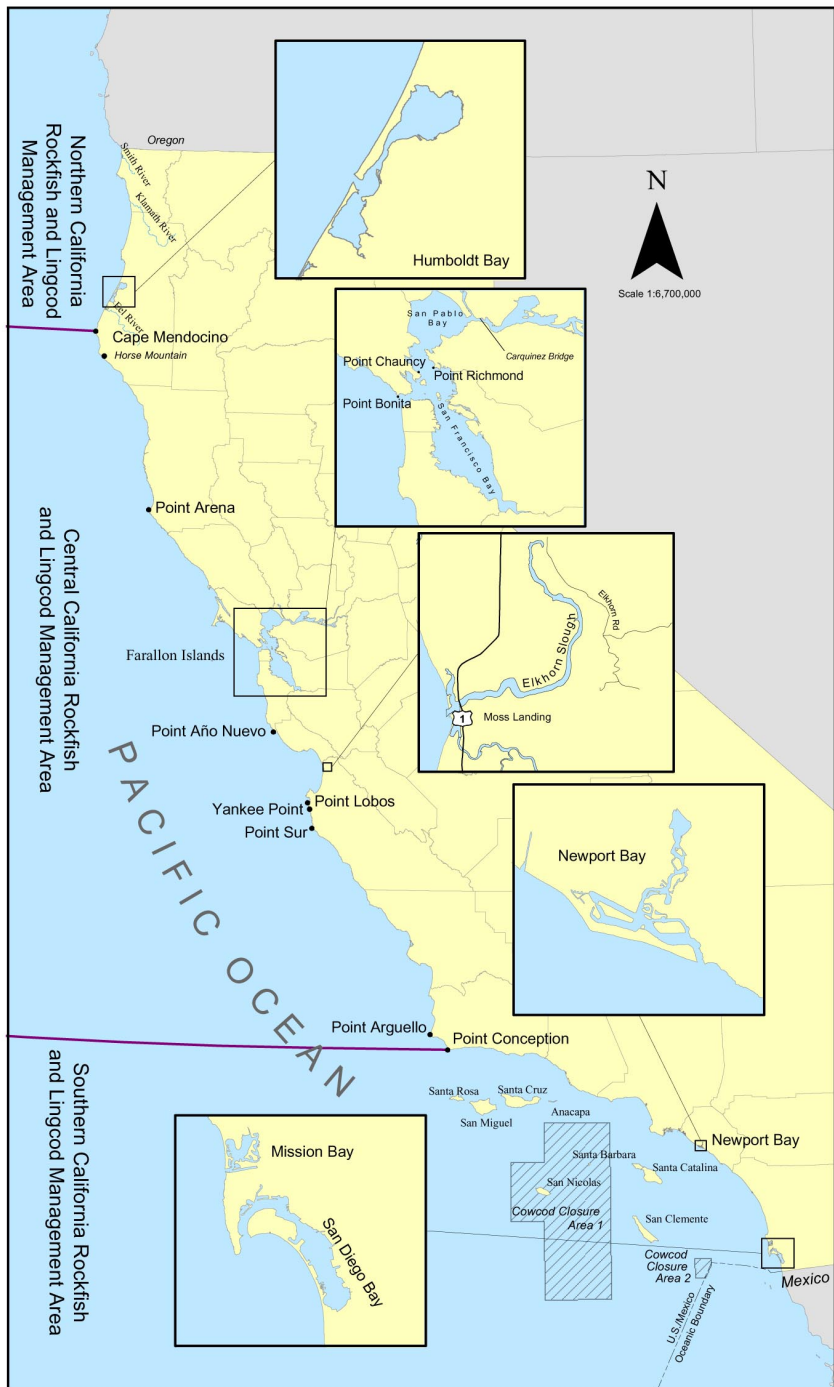 Oregon
Smith River
Klamath River
Eel River
Northern California
Rockfish and Lingcod
Management Area
Humboldt Bay
N
Scale 1:6,700,000
Cape Mendocino
Horse Mountain
San Pablo
Bay
Carquinez Bridge
Point Chauncy
Point Richmond
Point Bonita
San Francisco Bay
Point Arena
Central California Rockfish
and Lingcod Management Area
Elkhorn Rd
Elkhorn Slough
1
Moss Landing
Farallon Islands
Point Año Nuevo
Point Lobos
Yankee Point
Point Sur
PACIFIC OCEAN
Newport Bay
Point Arguello
Point Conception
Southern California Rockfish
and Lingcod Management Area
Santa Rosa
Santa Cruz
San Miguel
Anacapa
Newport Bay
Santa Barbara
Santa Catalina
San Nicolas
Cowcod Closure
Area 1
San Clemente
Mission Bay
San Diego Bay
Cowcod
Closure
Area 2
Mexico
U.S./Mexico
Oceanic Boundary